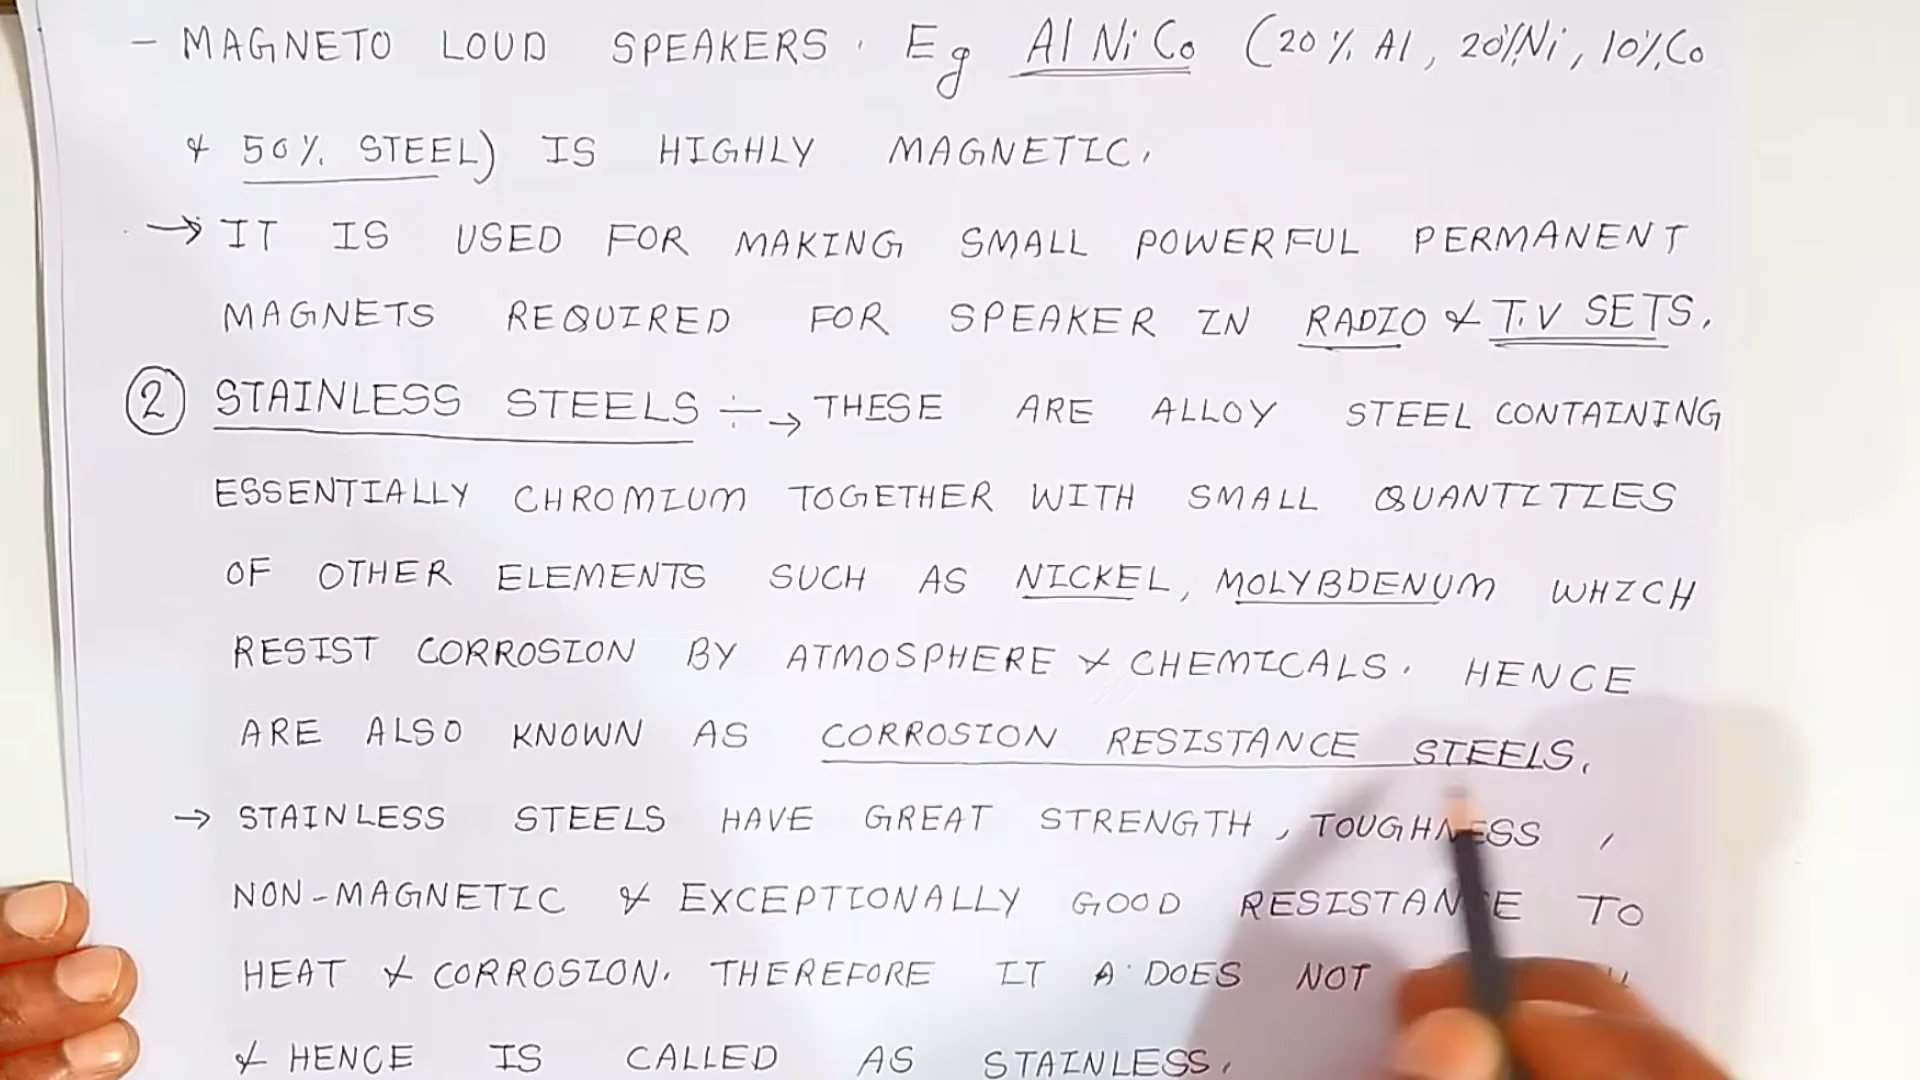 - MAGNETO LOUD SPEAKERS. Eg AlNiCo (20% Al, 20% Ni, 10% Co
& 50% STEEL) IS HIGHLY MAGNETIC.
→ IT IS USED FOR MAKING SMALL POWERFUL PERMANENT
MAGNETS REQUIRED FOR SPEAKER IN RADIO & T.V SETS.
② STAINLESS STEELS ÷→ THESE ARE ALLOY STEEL CONTAINING
ESSENTIALLY CHROMIUM TOGETHER WITH SMALL QUANTITIES
OF OTHER ELEMENTS SUCH AS NICKEL, MOLYBDENUM WHICH
RESIST CORROSION BY ATMOSPHERE & CHEMICALS. HENCE
ARE ALSO KNOWN AS CORROSION RESISTANCE STEELS.
→ STAINLESS STEELS HAVE GREAT STRENGTH, TOUGHNESS,
NON-MAGNETIC & EXCEPTIONALLY GOOD RESISTANCE TO
HEAT & CORROSION. THEREFORE IT A DOES NOT
& HENCE IS CALLED AS STAINLESS.